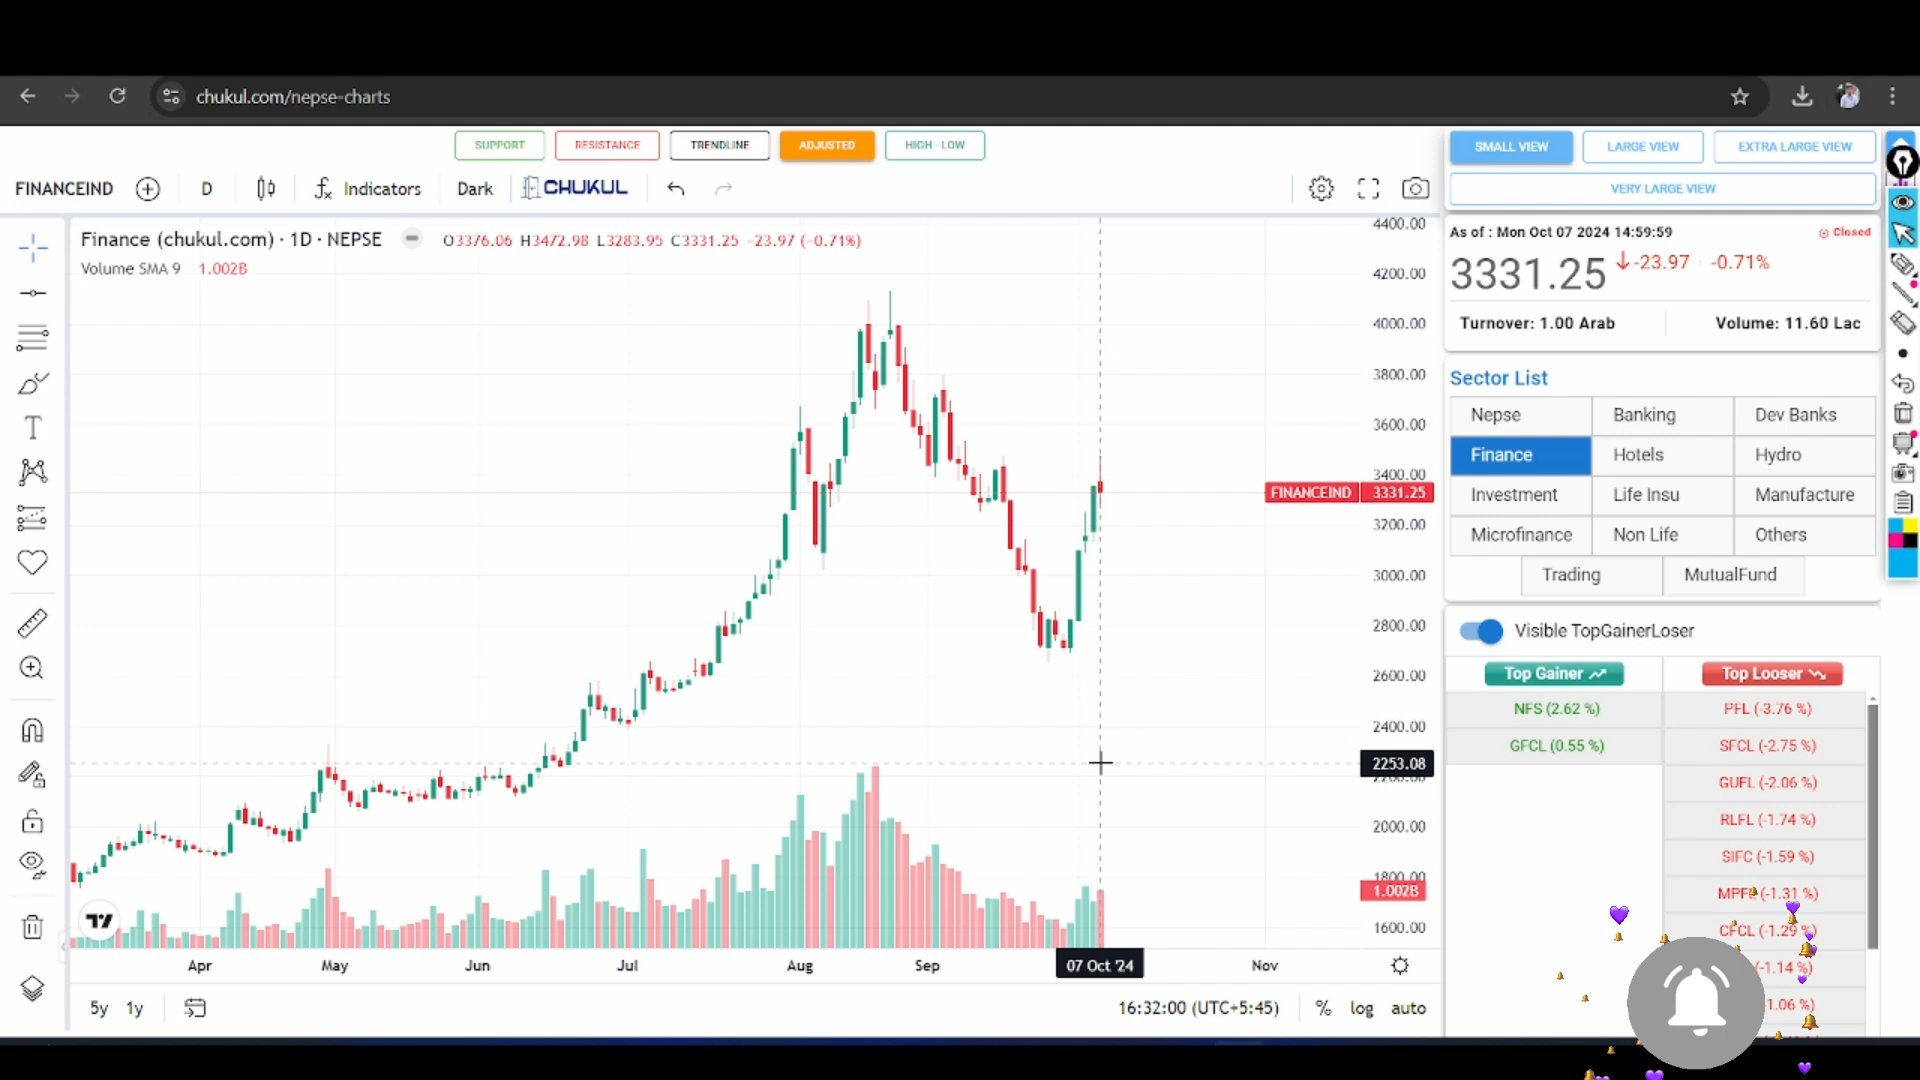 chukul.com/nepse-charts
SUPPORT RESISTANCE TRENDLINE ADJUSTED HIGH - LOW
FINANCEIND D Indicators Dark CHUKUL
Finance (chukul.com) · 1D · NEPSE O3376.06 H3472.98 L3283.95 C3331.25 -23.97 (-0.71%)
Volume SMA 9 1.002B
4400.00
4200.00
4000.00
3800.00
3600.00
3400.00
FINANCEIND 3331.25
3200.00
3000.00
2800.00
2600.00
2400.00
2253.08
2000.00
1800.00
1.002B
1600.00
Apr May Jun Jul Aug Sep 07 Oct '24 Nov
5y 1y 16:32:00 (UTC+5:45) % log auto
SMALL VIEW LARGE VIEW EXTRA LARGE VIEW
VERY LARGE VIEW
As of : Mon Oct 07 2024 14:59:59 Closed
3331.25 -23.97 -0.71%
Turnover: 1.00 Arab Volume: 11.60 Lac
Sector List
Nepse Banking Dev Banks
Finance Hotels Hydro
Investment Life Insu Manufacture
Microfinance Non Life Others
Trading MutualFund
Visible TopGainerLoser
Top Gainer Top Looser
NFS (2.62 %) PFL (-3.76 %)
GFCL (0.55 %) SFCL (-2.75 %)
GUFL (-2.06 %)
RLFL (-1.74 %)
SIFC (-1.59 %)
(-1.31 %)
CFCL (-1.29 %)
(-1.14 %)
-1.06 %)